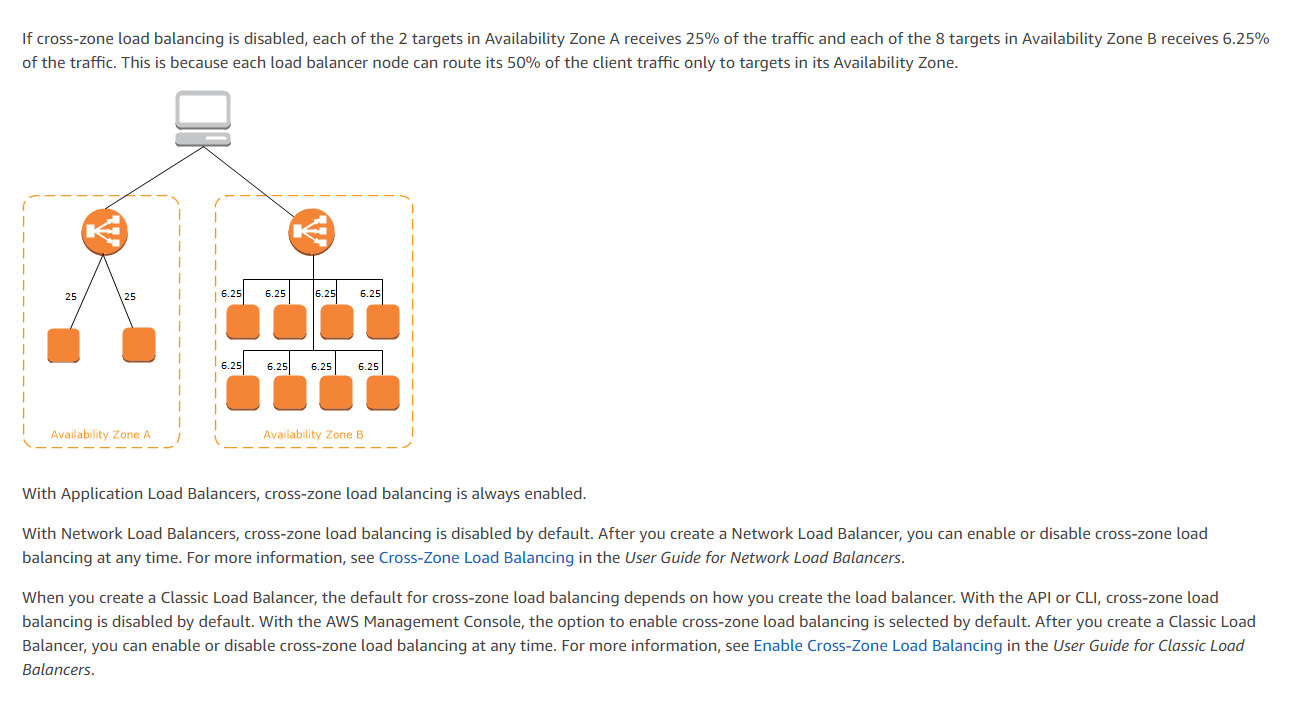 If cross-zone load balancing is disabled, each of the 2 targets in Availability Zone A receives 25% of the traffic and each of the 8 targets in Availability Zone B receives 6.25%
of the traffic. This is because each load balancer node can route its 50% of the client traffic only to targets in its Availability Zone.
25 25
6.25 6.25 6.25 6.25
6.25 6.25 6.25 6.25
Availability Zone A
Availability Zone B
With Application Load Balancers, cross-zone load balancing is always enabled.
With Network Load Balancers, cross-zone load balancing is disabled by default. After you create a Network Load Balancer, you can enable or disable cross-zone load
balancing at any time. For more information, see Cross-Zone Load Balancing in the User Guide for Network Load Balancers.
When you create a Classic Load Balancer, the default for cross-zone load balancing depends on how you create the load balancer. With the API or CLI, cross-zone load
balancing is disabled by default. With the AWS Management Console, the option to enable cross-zone load balancing is selected by default. After you create a Classic Load
Balancer, you can enable or disable cross-zone load balancing at any time. For more information, see Enable Cross-Zone Load Balancing in the User Guide for Classic Load
Balancers.